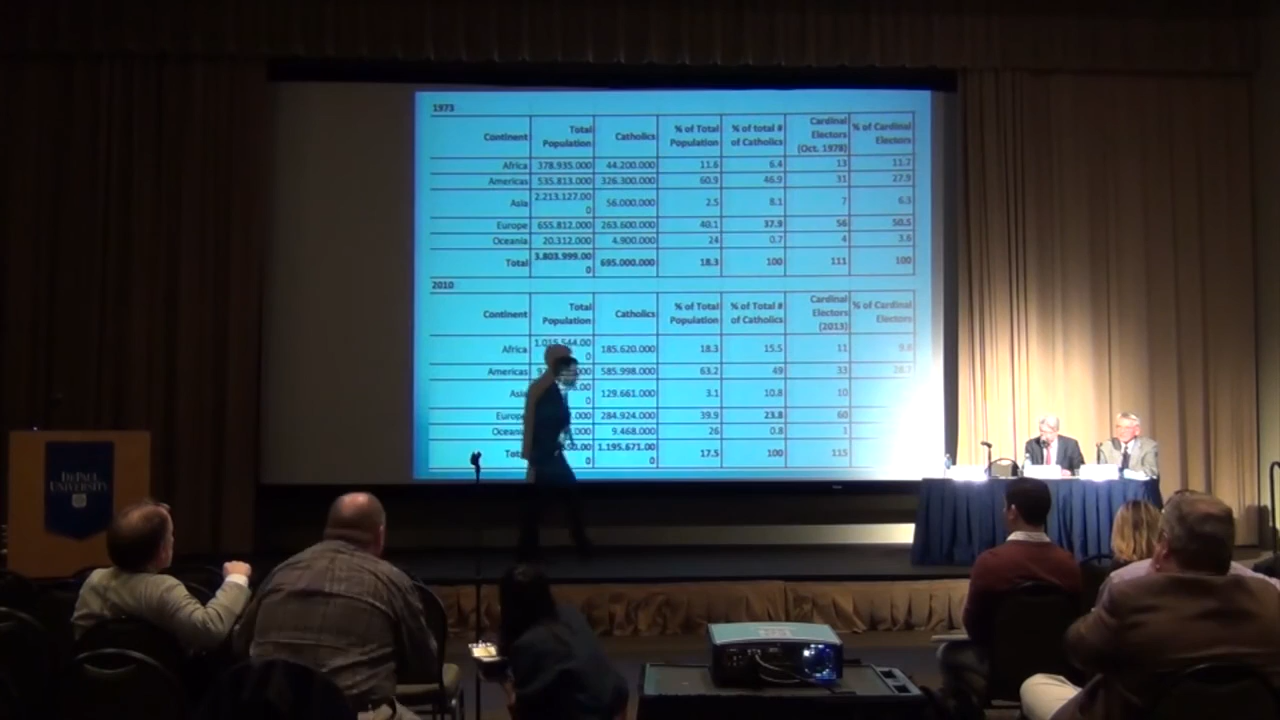 1973
Continent Total Population Catholics % of Total Population % of total # of Catholics Cardinal Electors (Oct. 1978) % of Cardinal Electors
Africa 378.935.000 44.200.000 11.6 6.4 13 11.7
Americas 535.813.000 326.300.000 60.9 46.9 31 27.9
Asia 2.213.127.000 56.000.000 2.5 8.1 7 6.3
Europe 655.812.000 263.600.000 40.1 37.9 56 50.5
Oceania 20.312.000 4.900.000 24 0.7 4 3.6
Total 3.803.999.000 695.000.000 18.3 100 111 100
2010
Continent Total Population Catholics % of Total Population % of Total # of Catholics Cardinal Electors (2013) % of Cardinal Electors
Africa 185.620.000 18.3 15.5 11
Americas 585.998.000 63.2 49 33 28.7
Asia 129.661.000 3.1 10.8 10
Europe 284.924.000 39.9 23.8 60
Oceania 9.468.000 26 0.8 1
Total 1.195.671.000 17.5 100 115
DEPAUL
UNIVERSITY